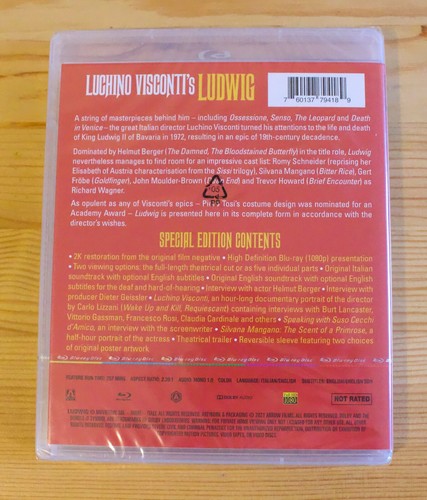 LUCHINO VISCONTI'S LUDWIG
7 60137 79418 9
A string of masterpieces behind him – including Ossessione, Senso, The Leopard and Death
in Venice – the great Italian director Luchino Visconti turned his attentions to the life and death
of King Ludwig II of Bavaria in 1972, resulting in an epic of 19th-century decadence.
Dominated by Helmut Berger (The Damned, The Bloodstained Butterfly) in the title role, Ludwig
nevertheless manages to find room for an impressive cast list: Romy Schneider (reprising her
Elisabeth of Austria characterisation from the Sissi trilogy), Silvana Mangano (Bitter Rice), Gert
Fröbe (Goldfinger), John Moulder-Brown (End) and Trevor Howard (Brief Encounter) as
Richard Wagner.
As opulent as any of Visconti's epics – Piero Tosi's costume design was nominated for an
Academy Award – Ludwig is presented here in its complete form in accordance with the
director's wishes.
SPECIAL EDITION CONTENTS
• 2K restoration from the original film negative • High Definition Blu-ray (1080p) presentation
• Two viewing options: the full-length theatrical cut or as five individual parts • Original Italian
soundtrack with optional English subtitles • Original English soundtrack with optional English
subtitles for the deaf and hard-of-hearing • Interview with actor Helmut Berger • Interview with
producer Dieter Geissler • Luchino Visconti, an hour-long documentary portrait of the director
by Carlo Lizzani (Wake Up and Kill, Requiescant) containing interviews with Burt Lancaster,
Vittorio Gassman, Francesco Rosi, Claudia Cardinale and others • Speaking with Suso Cecchi
d'Amico, an interview with the screenwriter • Silvana Mangano: The Scent of a Primrose, a
half-hour portrait of the actress • Theatrical trailer • Reversible sleeve featuring two choices
of original poster artwork.
COLOR
ARROW
NOT RATED